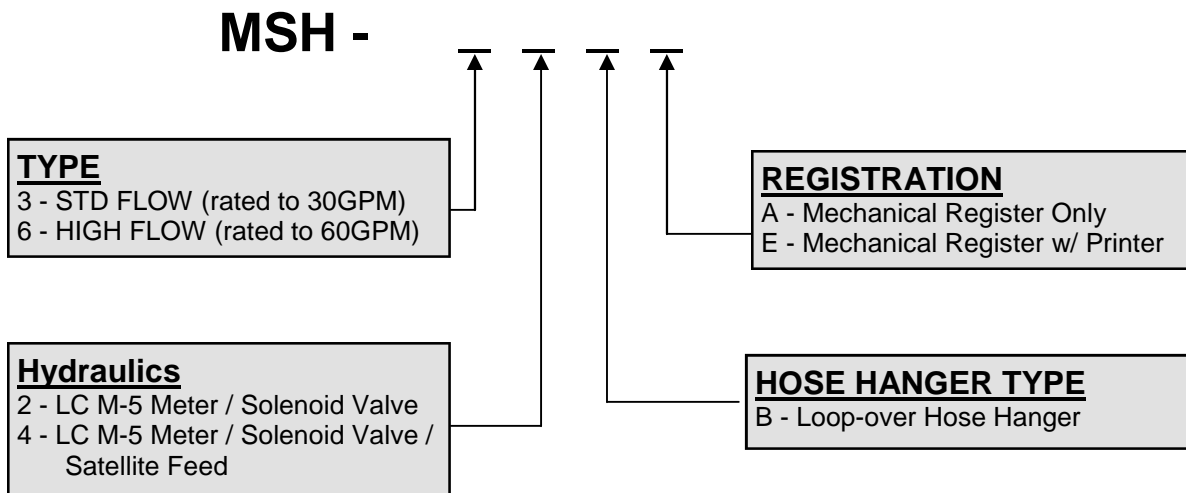 MSH -
TYPE
3 - STD FLOW (rated to 30GPM)
6 - HIGH FLOW (rated to 60GPM)
REGISTRATION
A - Mechanical Register Only
E - Mechanical Register w/ Printer
Hydraulics
2 - LC M-5 Meter / Solenoid Valve
4 - LC M-5 Meter / Solenoid Valve /
Satellite Feed
HOSE HANGER TYPE
B - Loop-over Hose Hanger